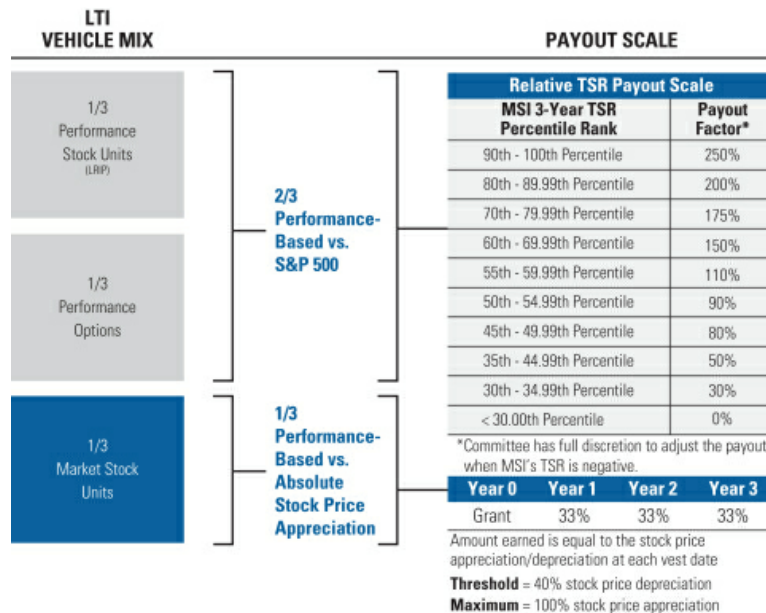 LTI
VEHICLE MIX
PAYOUT SCALE
1/3
Performance
Stock Units
(LRIP)
1/3
Performance
Options
1/3
Market Stock
Units
2/3
Performance-
Based vs.
S&P 500
1/3
Performance-
Based vs.
Absolute
Stock Price
Appreciation
Relative TSR Payout Scale
MSI 3-Year TSR
Percentile Rank
Payout
Factor*
90th - 100th Percentile 250%
80th - 89.99th Percentile 200%
70th - 79.99th Percentile 175%
60th - 69.99th Percentile 150%
55th - 59.99th Percentile 110%
50th - 54.99th Percentile 90%
45th - 49.99th Percentile 80%
35th - 44.99th Percentile 50%
30th - 34.99th Percentile 30%
< 30.00th Percentile 0%
*Committee has full discretion to adjust the payout
when MSI's TSR is negative.
Year 0 Year 1 Year 2 Year 3
Grant 33% 33% 33%
Amount earned is equal to the stock price
appreciation/depreciation at each vest date
Threshold = 40% stock price depreciation
Maximum = 100% stock price appreciation